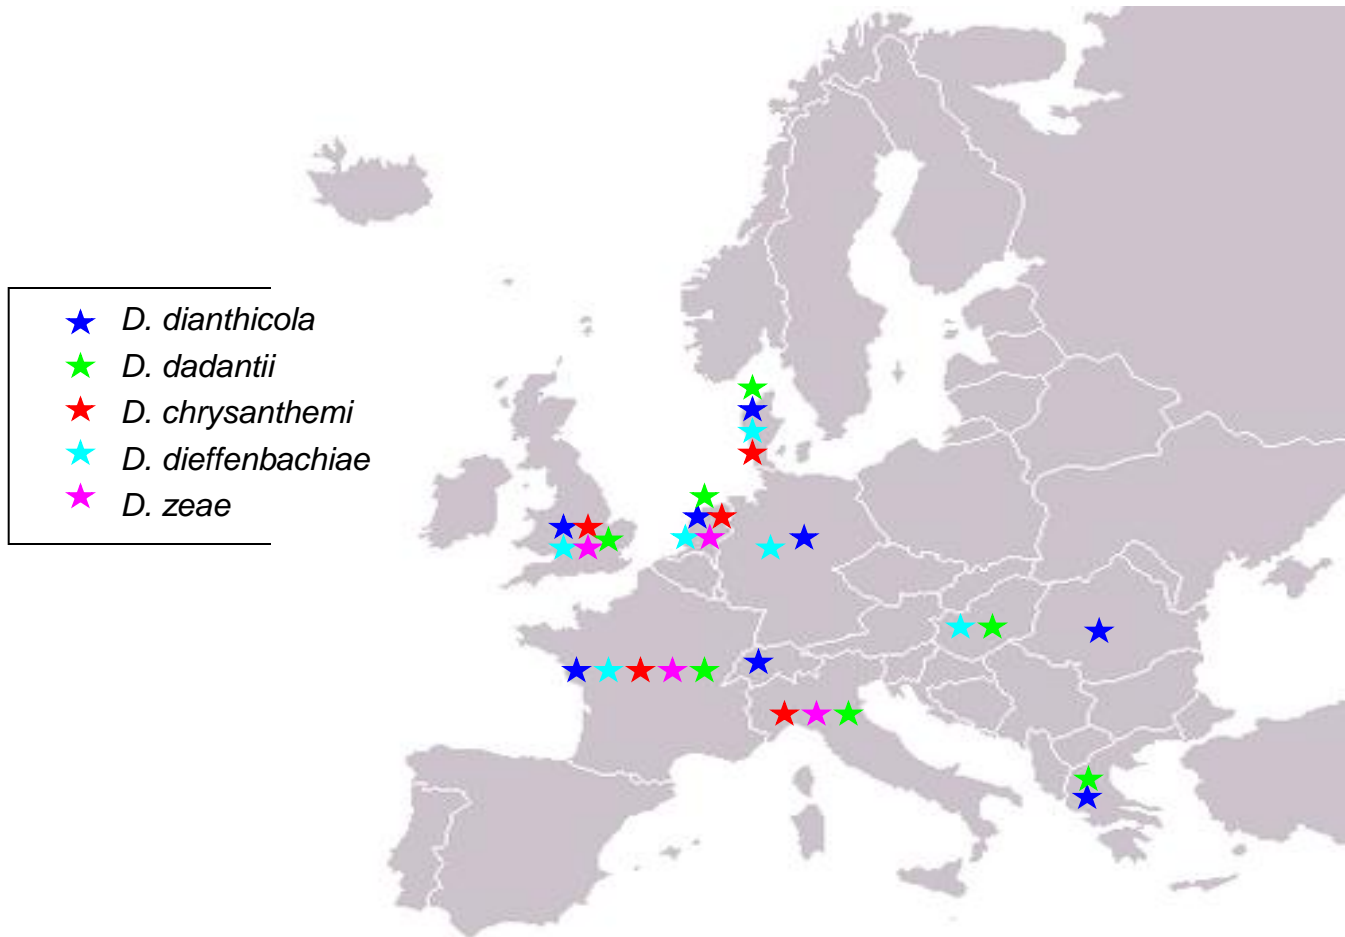 D. dianthicola
D. dadantii
D. chrysanthemi
D. dieffenbachiae
D. zeae